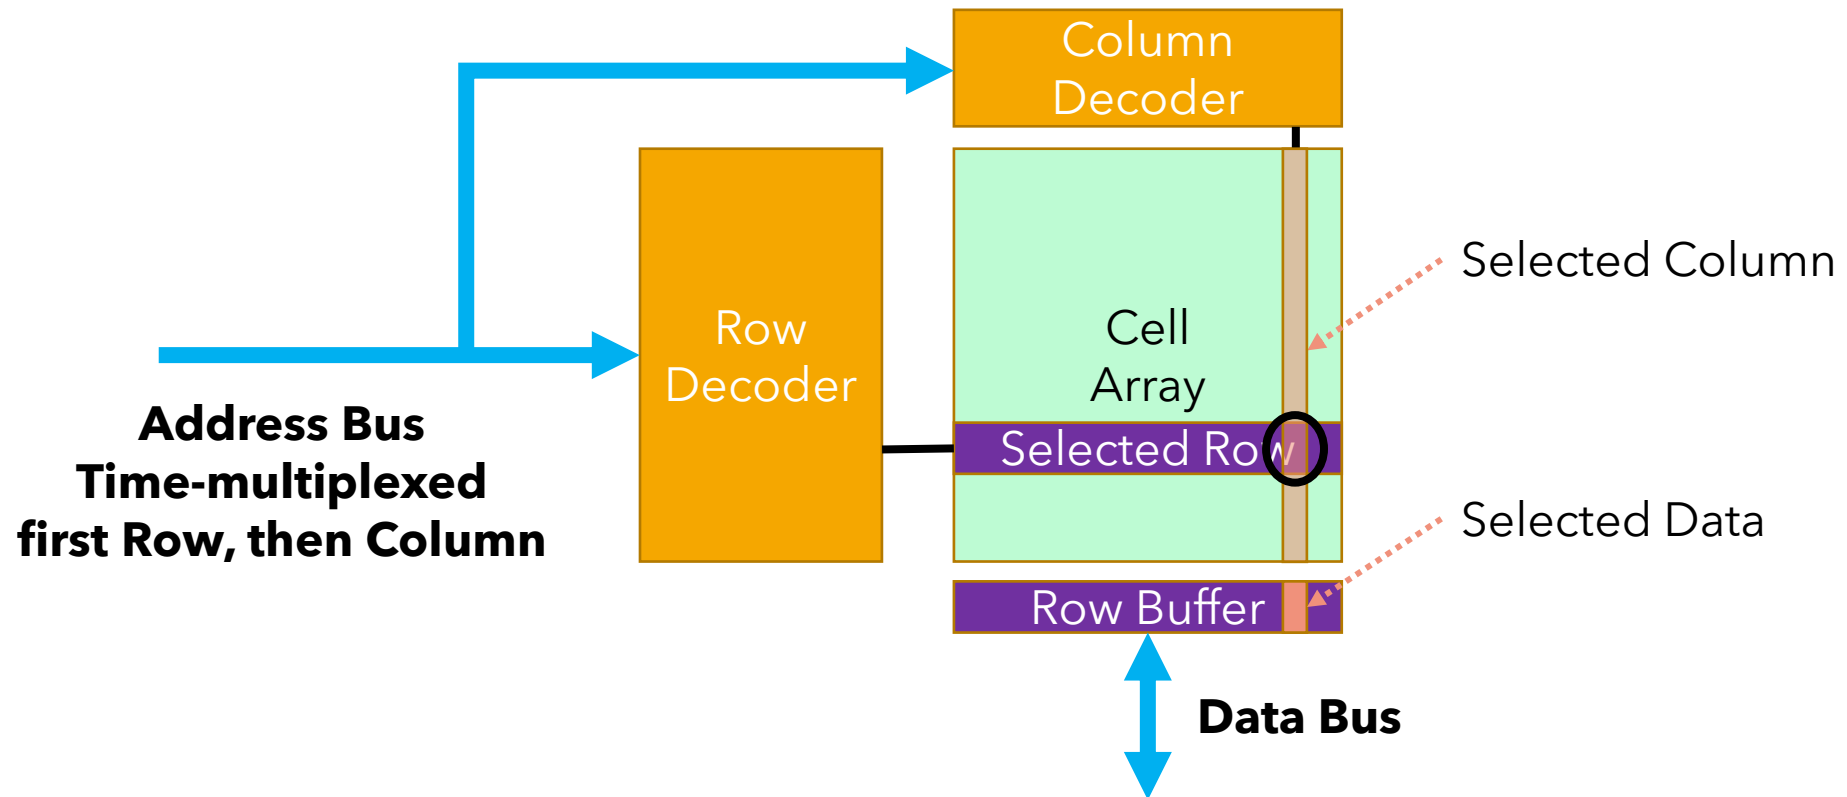 Column
Decoder
Row
Decoder
Cell
Array
Selected Column
Address Bus
Time-multiplexed
first Row, then Column
Selected Row
Selected Data
Row Buffer
Data Bus